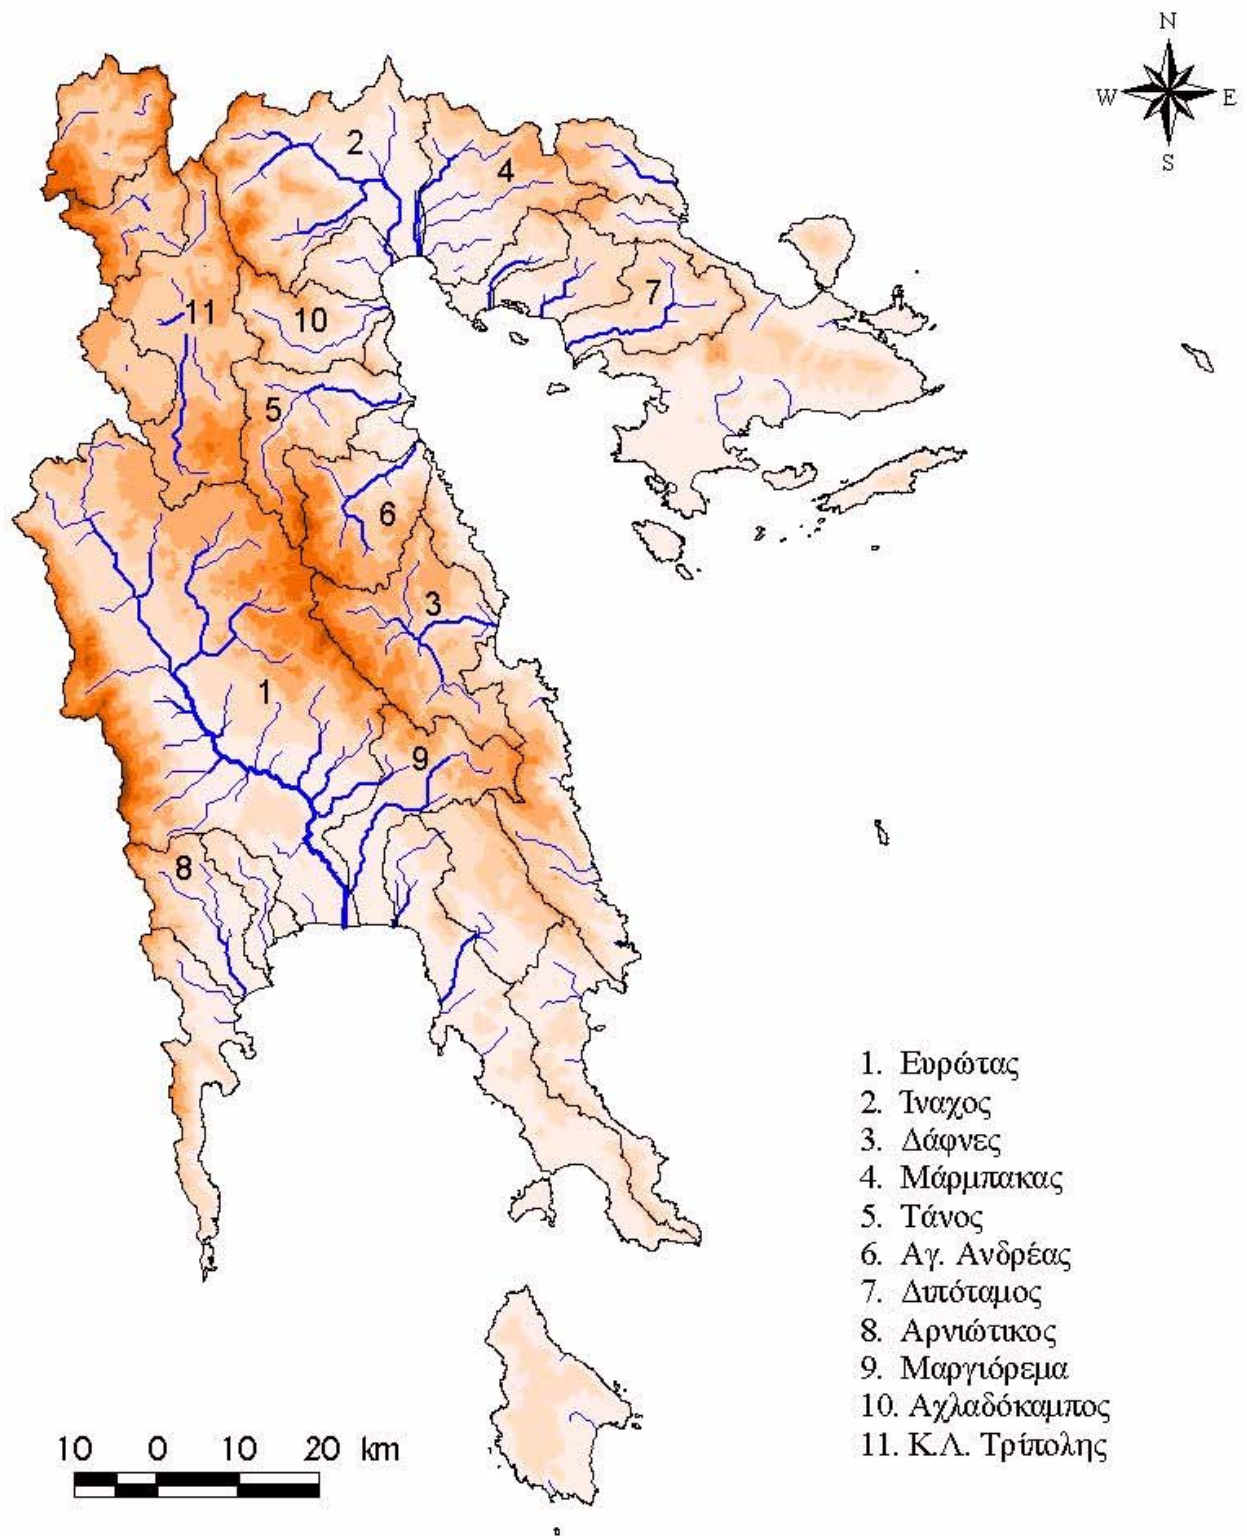 N
W E
S
2
4
7
11
10
5
6
3
1
9
8
1. Ευρώτας
2. Ίναχος
3. Δάφνες
4. Μάρμπακας
5. Τάνος
6. Αγ. Ανδρέας
7. Διπόταμος
8. Αρνιώτικος
9. Μαργιόρεμα
10. Αχλαδόκαμπος
11. Κ.Λ. Τρίπολης
10 0 10 20 km